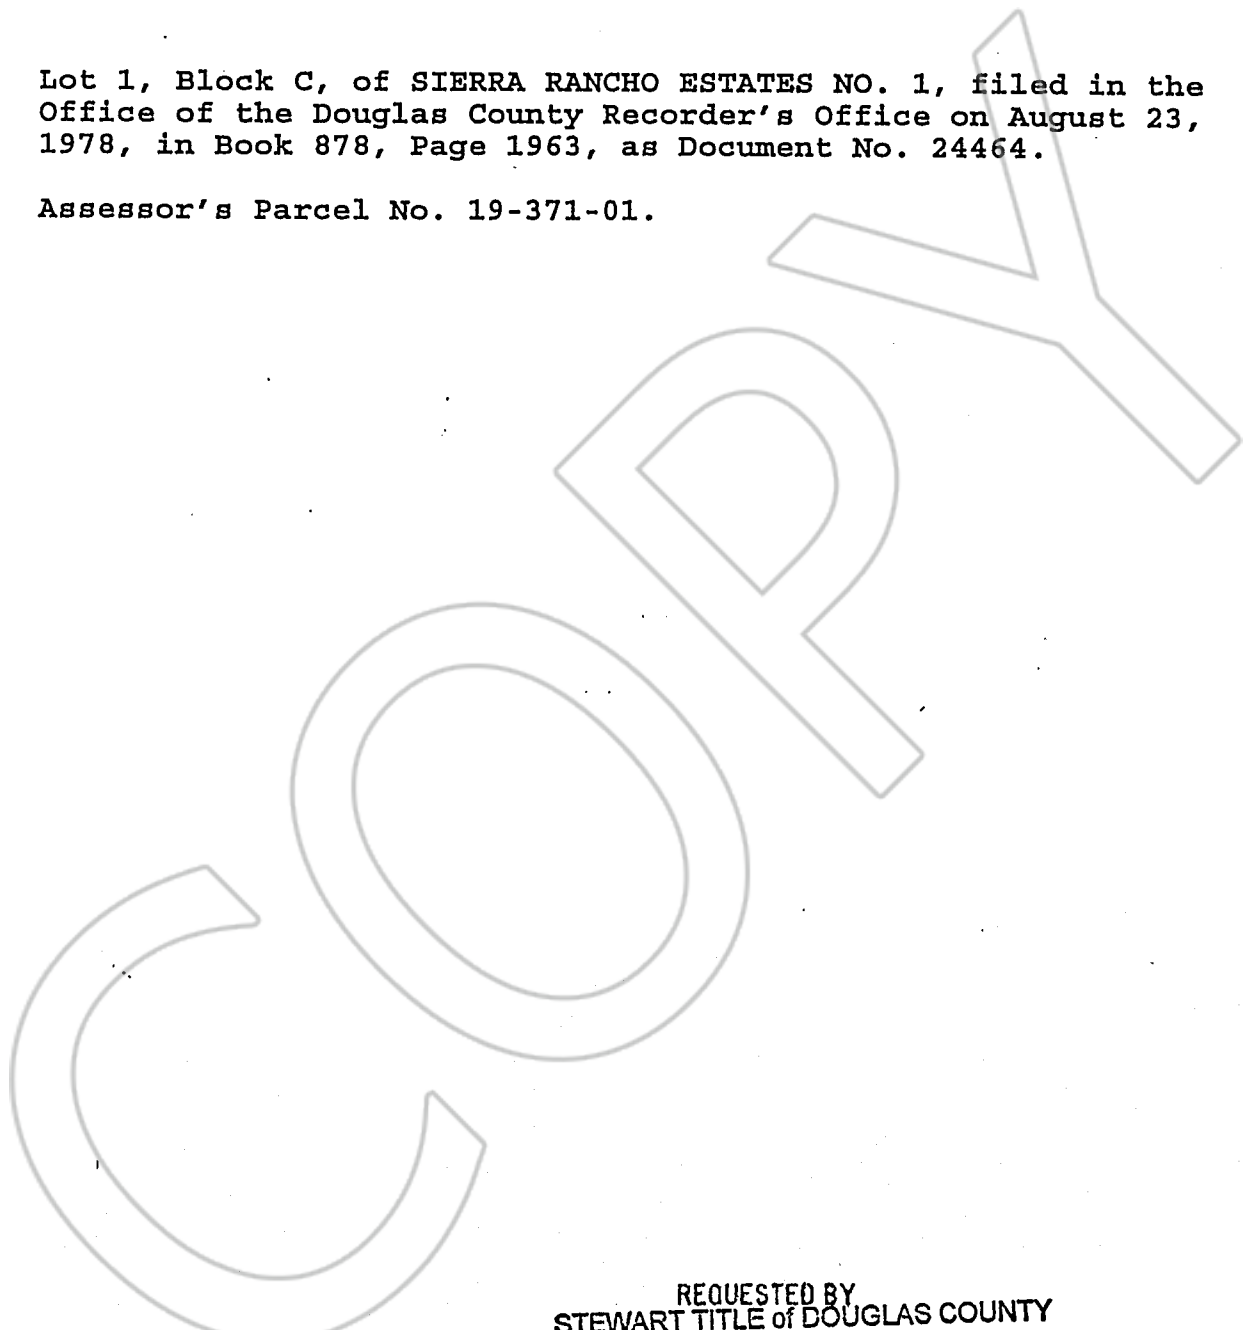 Lot 1, Block C, of SIERRA RANCHO ESTATES NO. 1, filed in the
Office of the Douglas County Recorder's Office on August 23,
1978, in Book 878, Page 1963, as Document No. 24464.
Assessor's Parcel No. 19-371-01.
COPY
REQUESTED BY
STEWART TITLE of DOUGLAS COUNTY